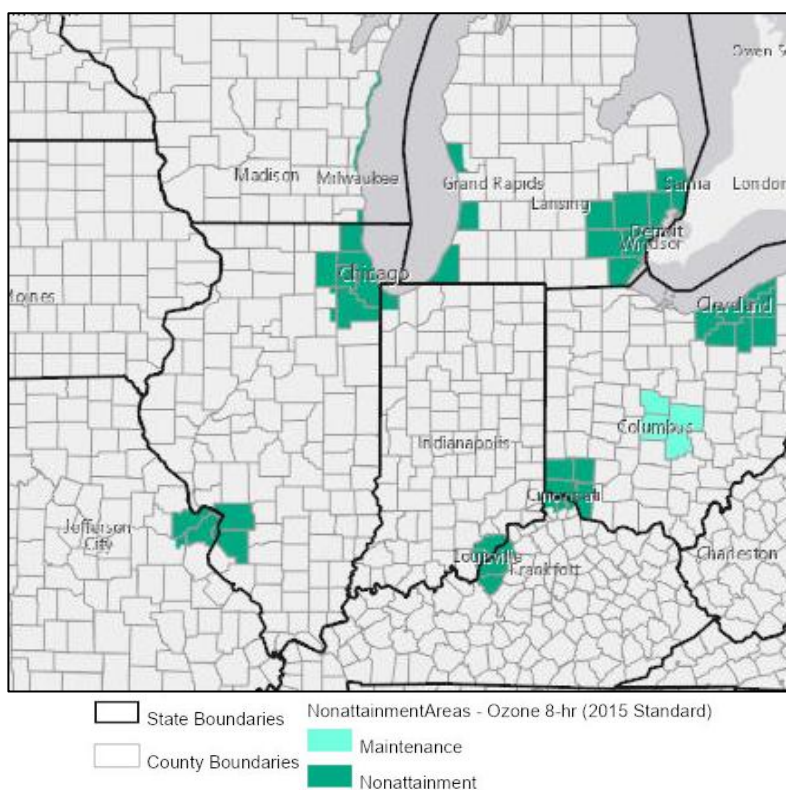 Owen S
Madison
Milwaukee
Grand Rapids
Sarnia
London
Lansing
Detroit
Windsor
Chicago
Moines
Cleveland
Columbus
Indianapolis
Cincinnati
Jefferson
City
Louisville
Frankfort
Charleston
State Boundaries
County Boundaries
NonattainmentAreas - Ozone 8-hr (2015 Standard)
Maintenance
Nonattainment